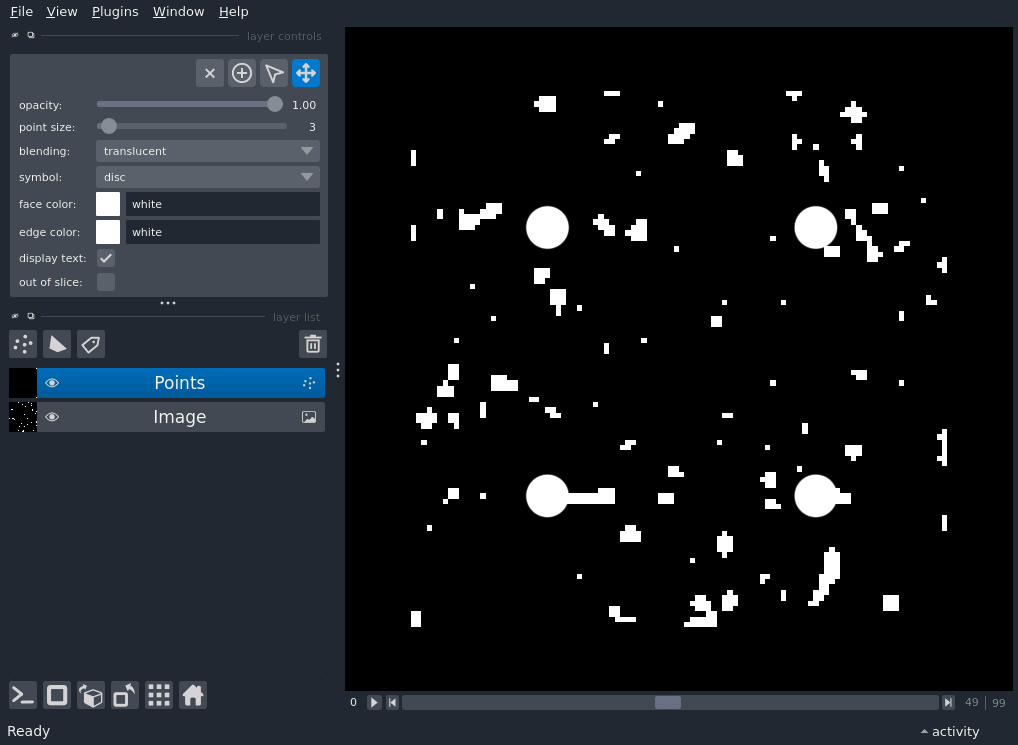 File View Plugins Window Help
layer controls
opacity: 1.00
point size: 3
blending: translucent
symbol: disc
face color: white
edge color: white
display text:
out of slice:
layer list
Points
Image
0 49 99
Ready activity